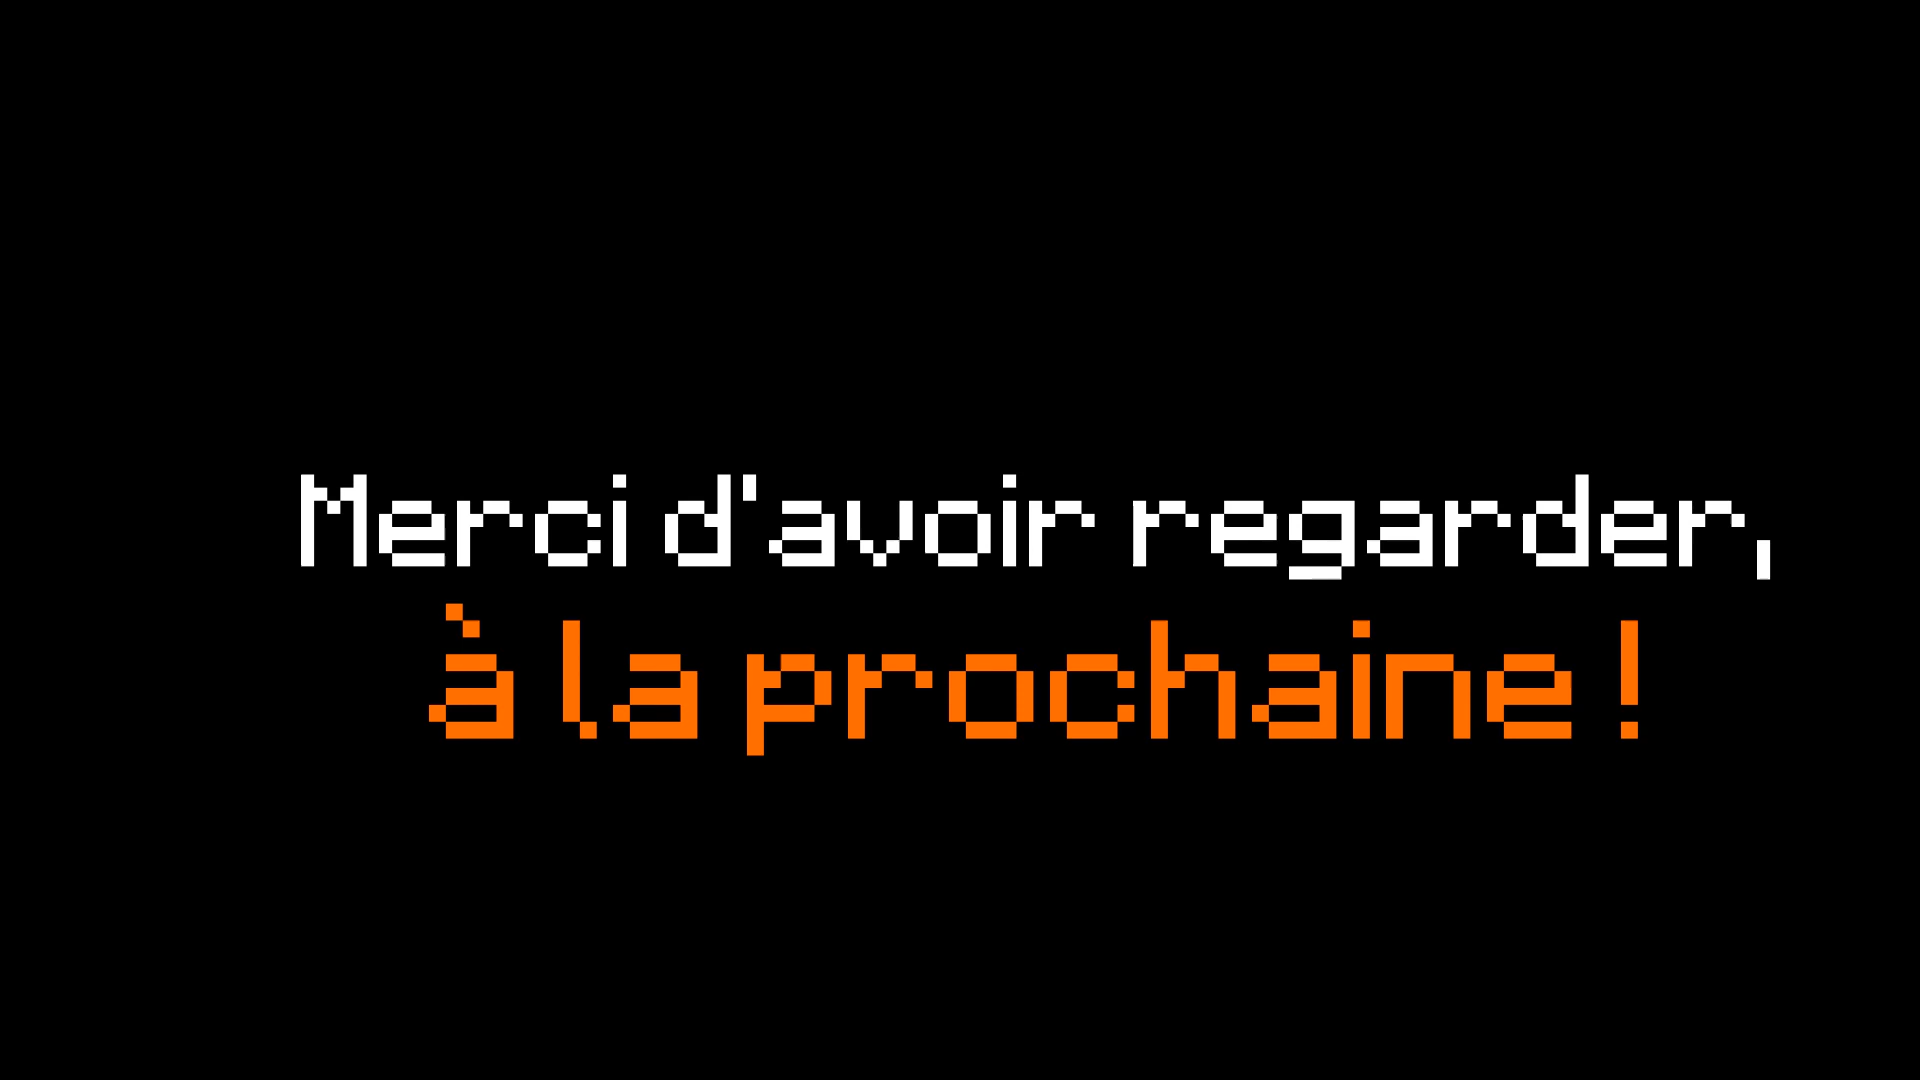 Merci d'avoir regarder,
à la prochaine !